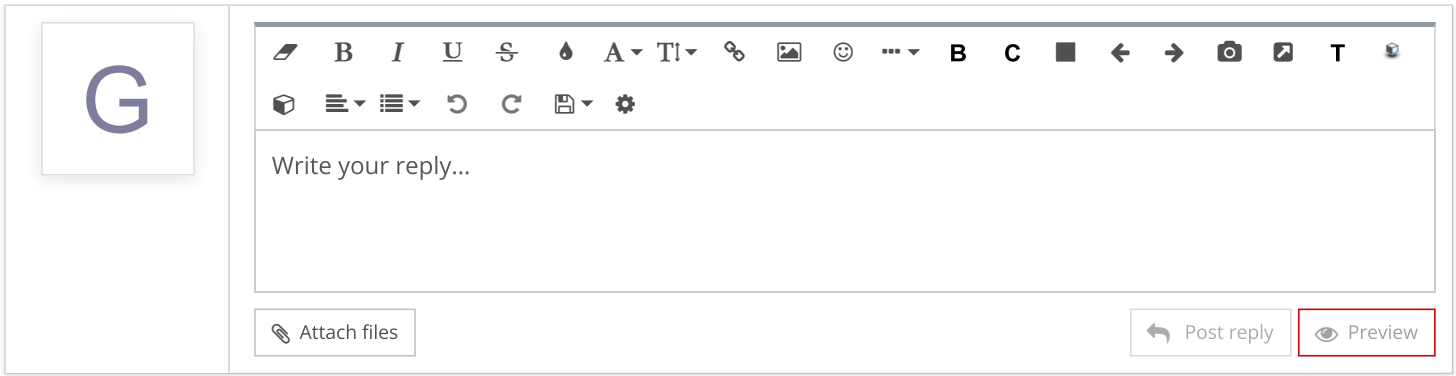 G
B I U S A T B C T
Write your reply...
Attach files Post reply Preview